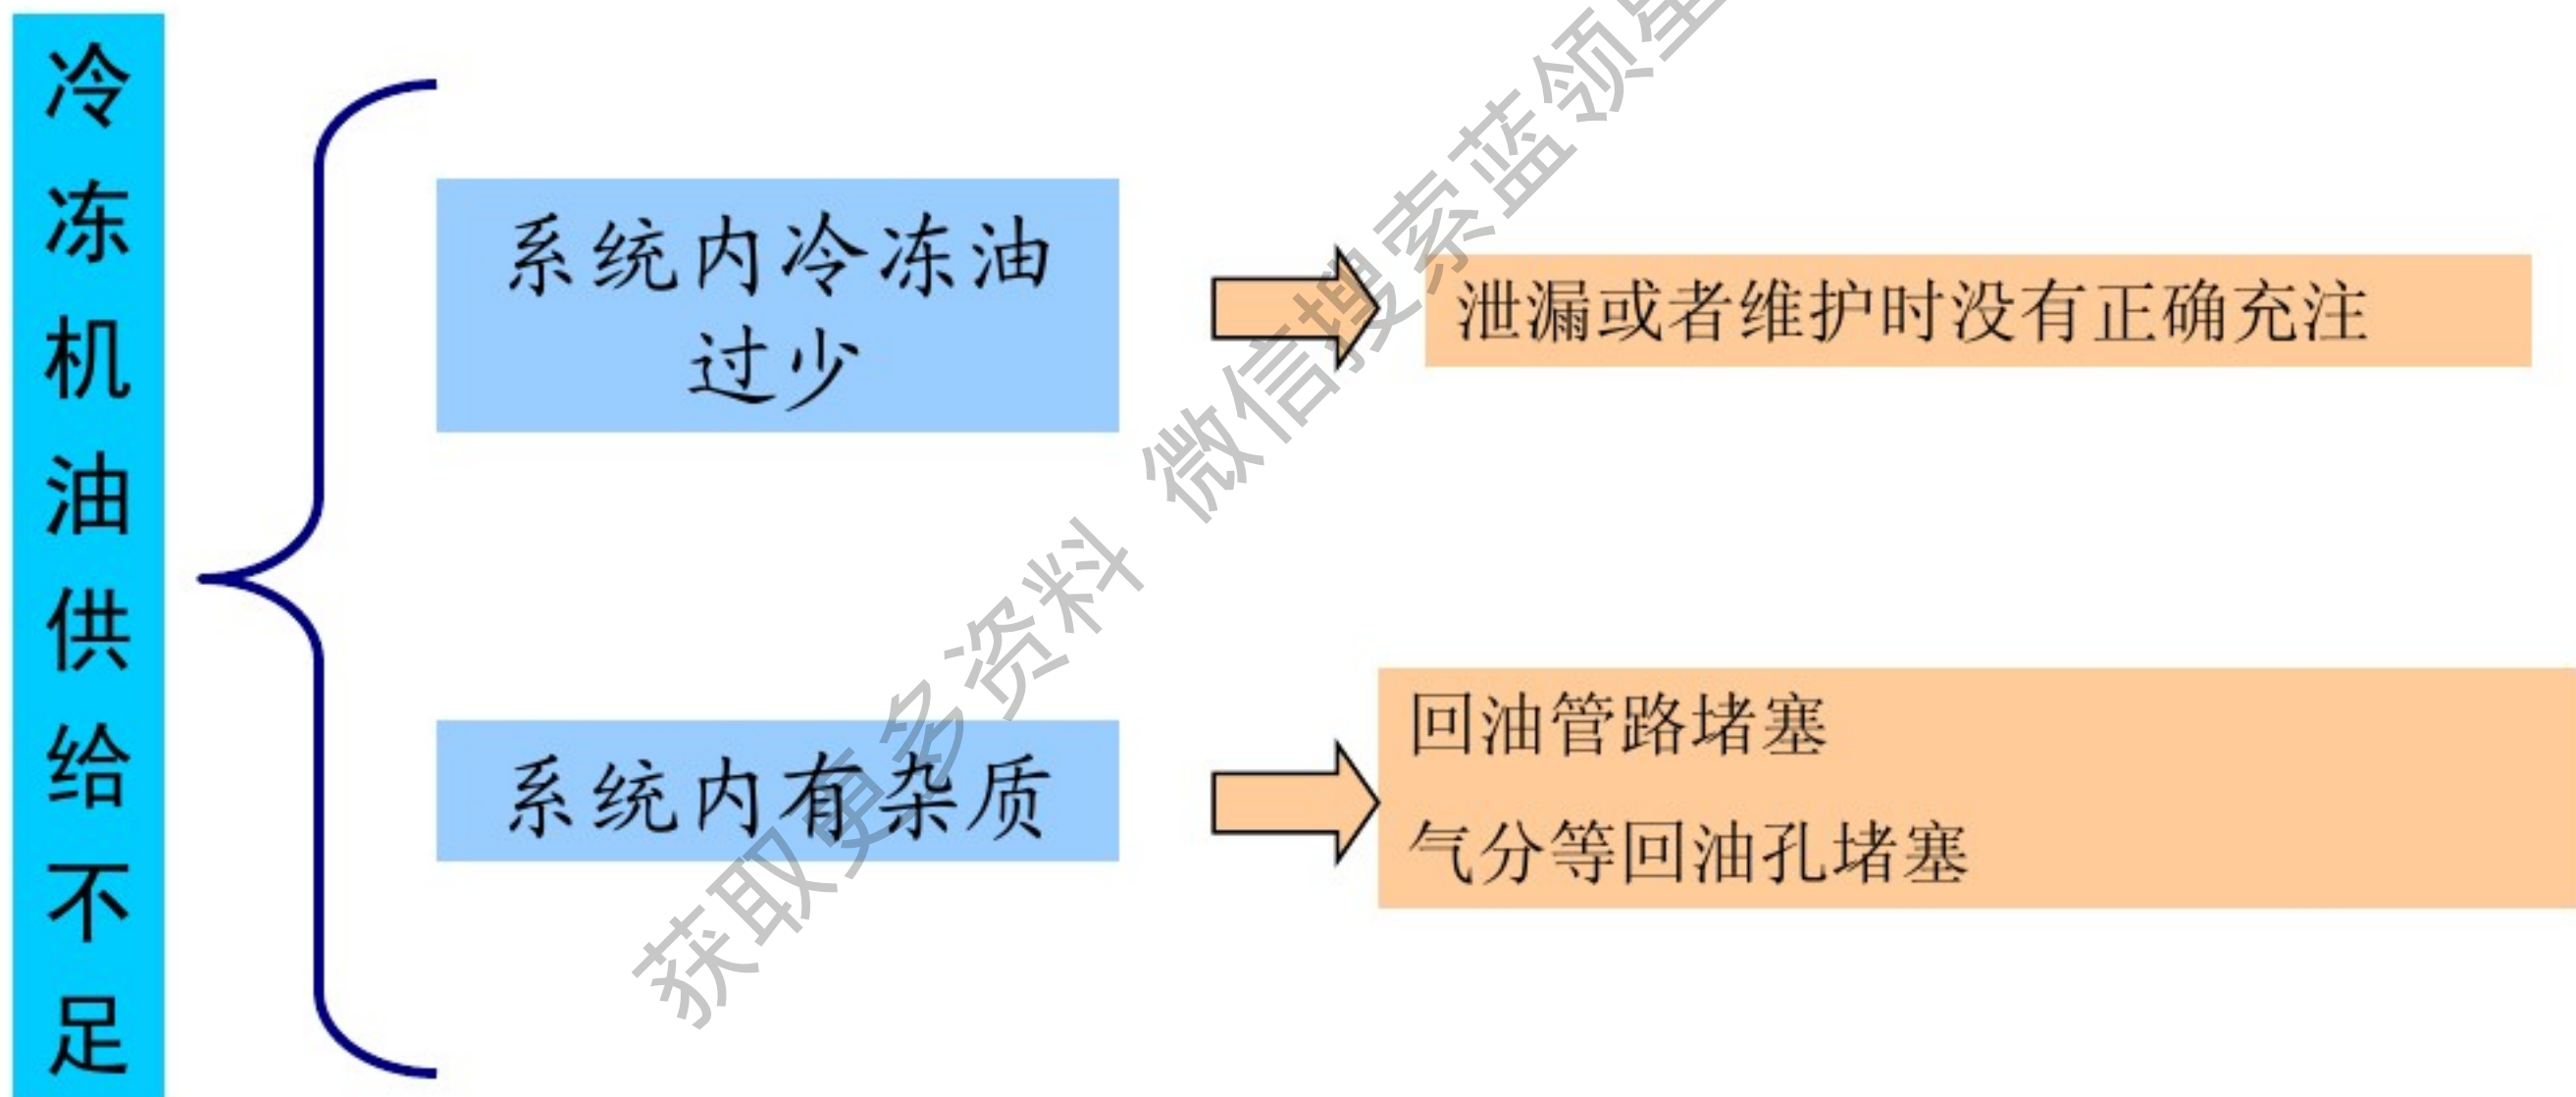 冷冻机油供给不足
系统内冷冻油
过少
泄漏或者维护时没有正确充注
系统内有杂质
回油管路堵塞
气分等回油孔堵塞
获取更多资料 微信搜索蓝领